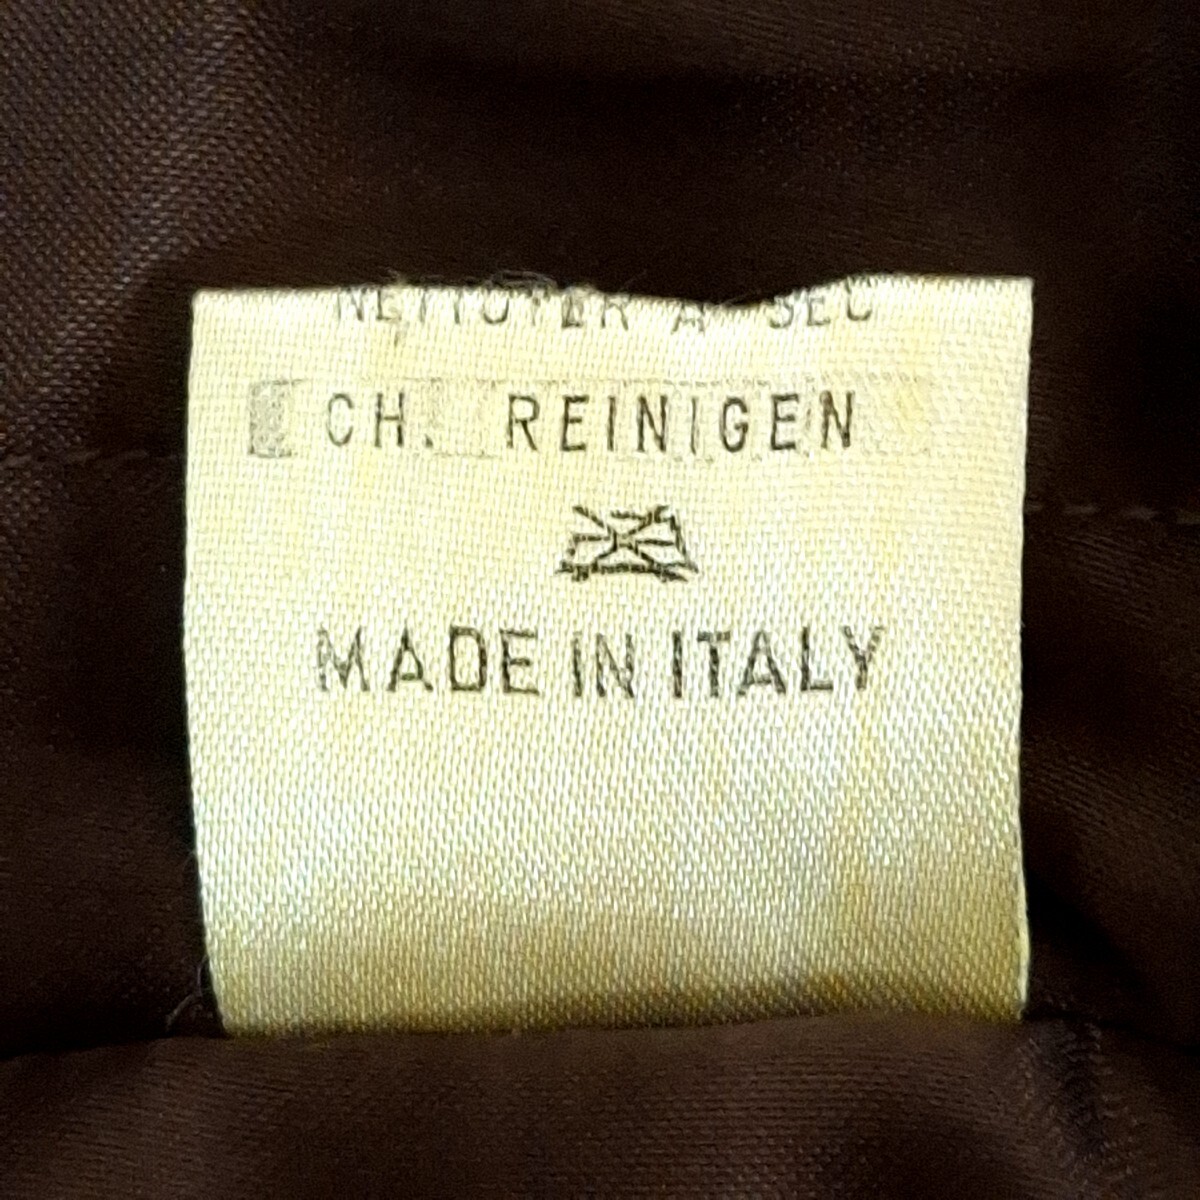 NETTOYER A SEC
CH. REINIGEN
MADE IN ITALY